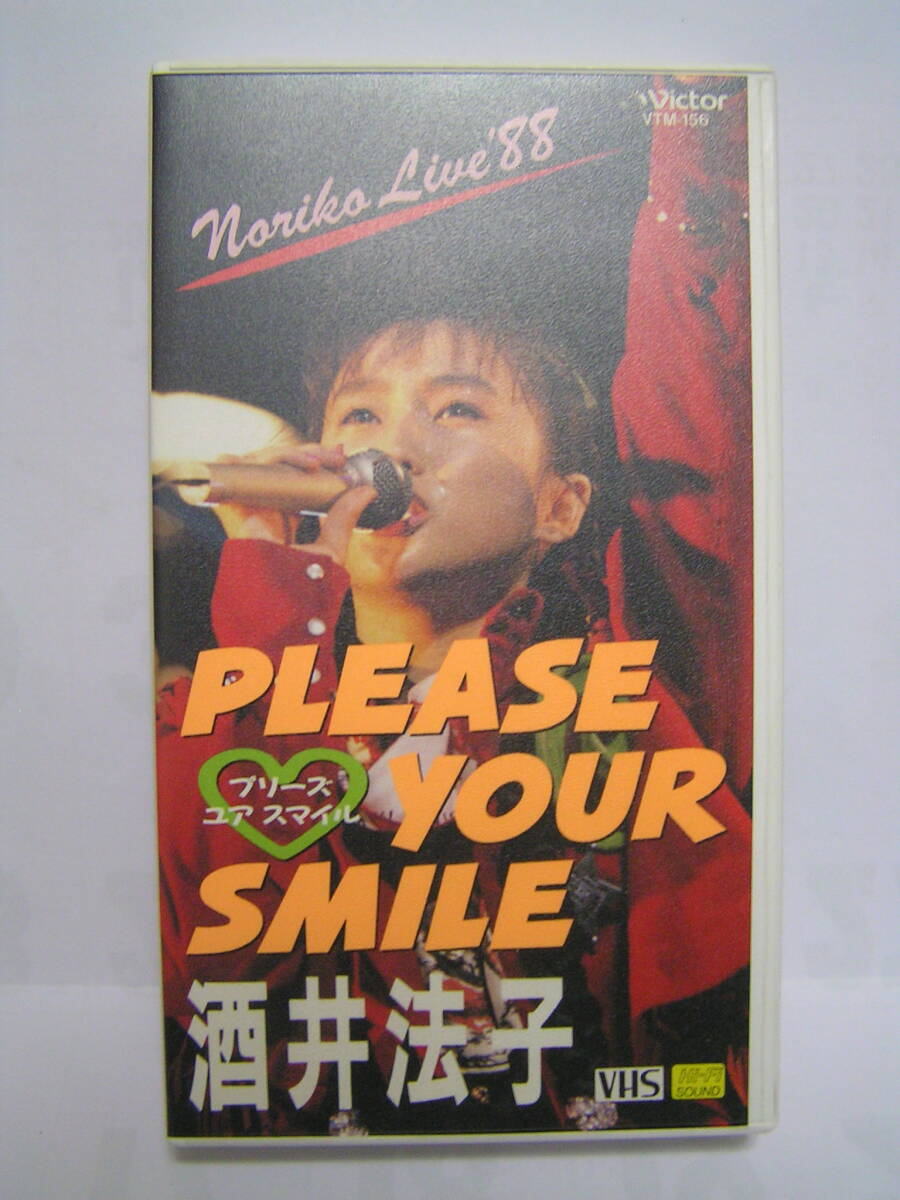 Victor
VTM-156
Noriko Live '88
PLEASE
プリーズ
ユア スマイル
YOUR
SMILE
酒井法子
VHS
Hi-Fi
SOUND